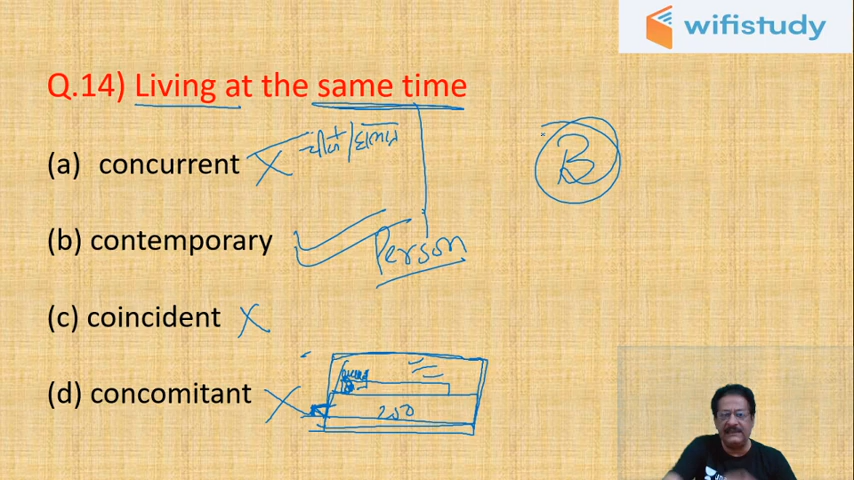 wifistudy
Q.14) Living at the same time
(a) concurrent X
B
(b) contemporary
Person
(c) coincident X
(d) concomitant X
200